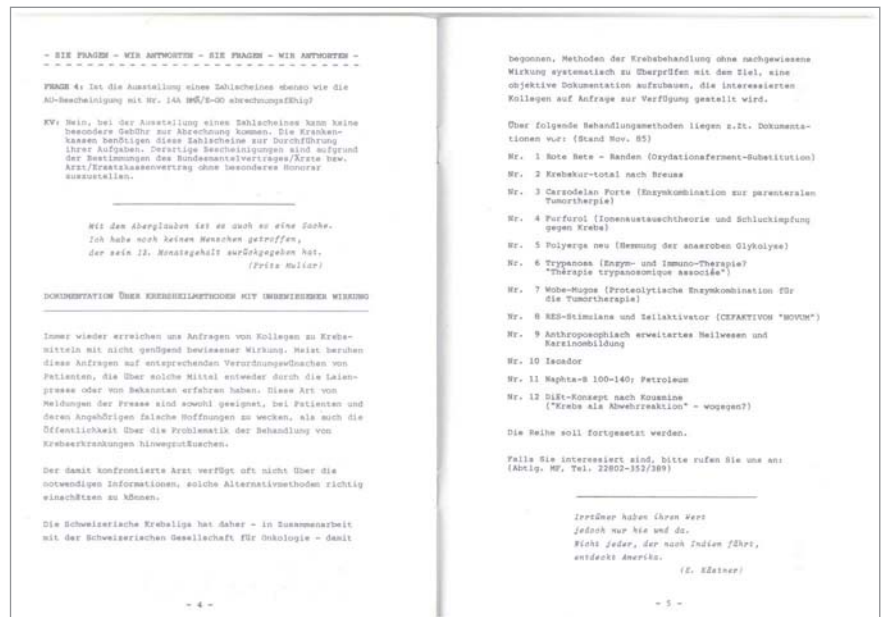 - SIE FRAGEN - WIR ANTWORTEN - SIE FRAGEN - WIR ANTWORTEN -
FRAGE 4: Ist die Ausstellung eines Zahlscheines ebenso wie die
AU-Bescheinigung mit Nr. 14A BMÄ/E-GO abrechnungsfähig?
KV: Nein, bei der Ausstellung eines Zahlscheines kann keine
besondere Gebühr zur Abrechnung kommen. Die Kranken-
kassen benötigen diese Zahlscheine zur Durchführung
ihrer Aufgaben. Derartige Bescheinigungen sind aufgrund
der Bestimmungen des Bundesmantelvertrages/Ärzte bzw.
Arzt/Ersatzkassenvertrag ohne besonderes Honorar
auszustellen.
Mit dem Aberglauben ist es auch so eine Sache.
Ich habe noch keinen Menschen getroffen,
der sein 13. Monatsgehalt zurückgegeben hat.
(Fritz Muliar)
DOKUMENTATION ÜBER KREBSHEILMETHODEN MIT UNBEWIESENER WIRKUNG
Immer wieder erreichen uns Anfragen von Kollegen zu Krebs-
mitteln mit nicht genügend bewiesener Wirkung. Meist beruhen
diese Anfragen auf entsprechenden Verordnungswünschen von
Patienten, die über solche Mittel entweder durch die Laien-
presse oder von Bekannten erfahren haben. Diese Art von
Meldungen der Presse sind sowohl geeignet, bei Patienten und
deren Angehörigen falsche Hoffnungen zu wecken, als auch die
Öffentlichkeit über die Problematik der Behandlung von
Krebserkrankungen hinwegzutäuschen.
Der damit konfrontierte Arzt verfügt oft nicht über die
notwendigen Informationen, solche Alternativmethoden richtig
einschätzen zu können.
Die Schweizerische Krebsliga hat daher - in Zusammenarbeit
mit der Schweizerischen Gesellschaft für Onkologie - damit
- 4 -
begonnen, Methoden der Krebsbehandlung ohne nachgewiesene
Wirkung systematisch zu überprüfen mit dem Ziel, eine
objektive Dokumentation aufzubauen, die interessierten
Kollegen auf Anfrage zur Verfügung gestellt wird.
Über folgende Behandlungsmethoden liegen z.Zt. Dokumenta-
tionen vor: (Stand Nov. 85)
Nr. 1 Rote Bete - Randen (Oxydationsferment-Substitution)
Nr. 2 Krebskur-total nach Breuss
Nr. 3 Carzodelan Forte (Enzymkombination zur parenteralen
Tumortherpie)
Nr. 4 Furfurol (Ionenaustauschtheorie und Schluckimpfung
gegen Krebs)
Nr. 5 Polyerga neu (Hemmung der anaeroben Glykolyse)
Nr. 6 Trypanosa (Enzym- und Immuno-Therapie?
"Thérapie trypanosomique associée")
Nr. 7 Wobe-Mugos (Proteolytische Enzymkombination für
die Tumortherapie)
Nr. 8 RES-Stimulans und Zellaktivator (CEFAKTIVON "NOVUM")
Nr. 9 Anthroposophisch erweitertes Heilwesen und
Karzinombildung
Nr. 10 Iscador
Nr. 11 Naphta-S 100-140; Petroleum
Nr. 12 Diät-Konzept nach Kousmine
("Krebs als Abwehrreaktion" - wogegen?)
Die Reihe soll fortgesetzt werden.
Falls Sie interessiert sind, bitte rufen Sie uns an:
(Abtlg. MF, Tel. 22802-352/389)
Irrtümer haben ihren Wert
jedoch nur hie und da.
Nicht jeder, der nach Indien fährt,
entdeckt Amerika.
(E. Kästner)
- 5 -